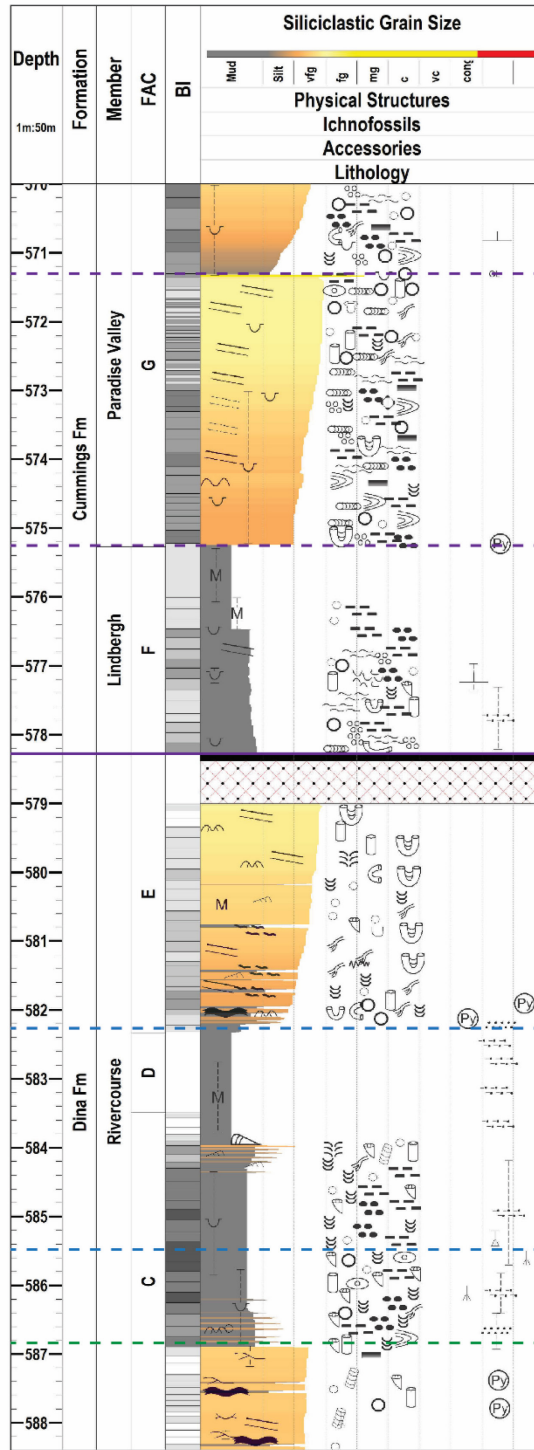 Siliciclastic Grain Size
Depth
Formation
Member
FAC
BI
Mud
Silt
vfg
fg
mg
c
vc
cong
1m:50m
Physical Structures
Ichnofossils
Accessories
Lithology
570
571
572
573
574
575
576
577
578
579
580
581
582
583
584
585
586
587
588
Cummings Fm
Dina Fm
Paradise Valley
Lindbergh
Rivercourse
G
F
E
D
C
Py
M
M
M
Py
Py
M
Py
Py